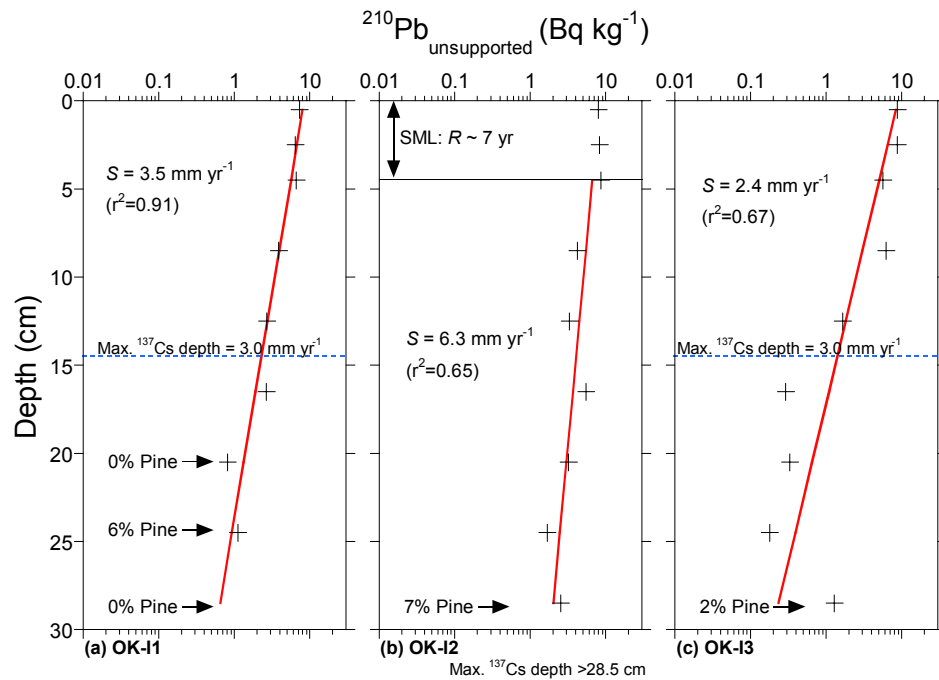 ²¹⁰Pb_unsupported (Bq kg⁻¹)
0.01 0.1 1 10 0.01 0.1 1 10 0.01 0.1 1 10
0
5
10
15
20
25
30
Depth (cm)
S = 3.5 mm yr⁻¹
(r²=0.91)
Max. ¹³⁷Cs depth = 3.0 mm yr⁻¹
0% Pine
6% Pine
0% Pine
(a) OK-I1
SML: R ~ 7 yr
S = 6.3 mm yr⁻¹
(r²=0.65)
7% Pine
(b) OK-I2
Max. ¹³⁷Cs depth >28.5 cm
S = 2.4 mm yr⁻¹
(r²=0.67)
Max. ¹³⁷Cs depth = 3.0 mm yr⁻¹
2% Pine
(c) OK-I3